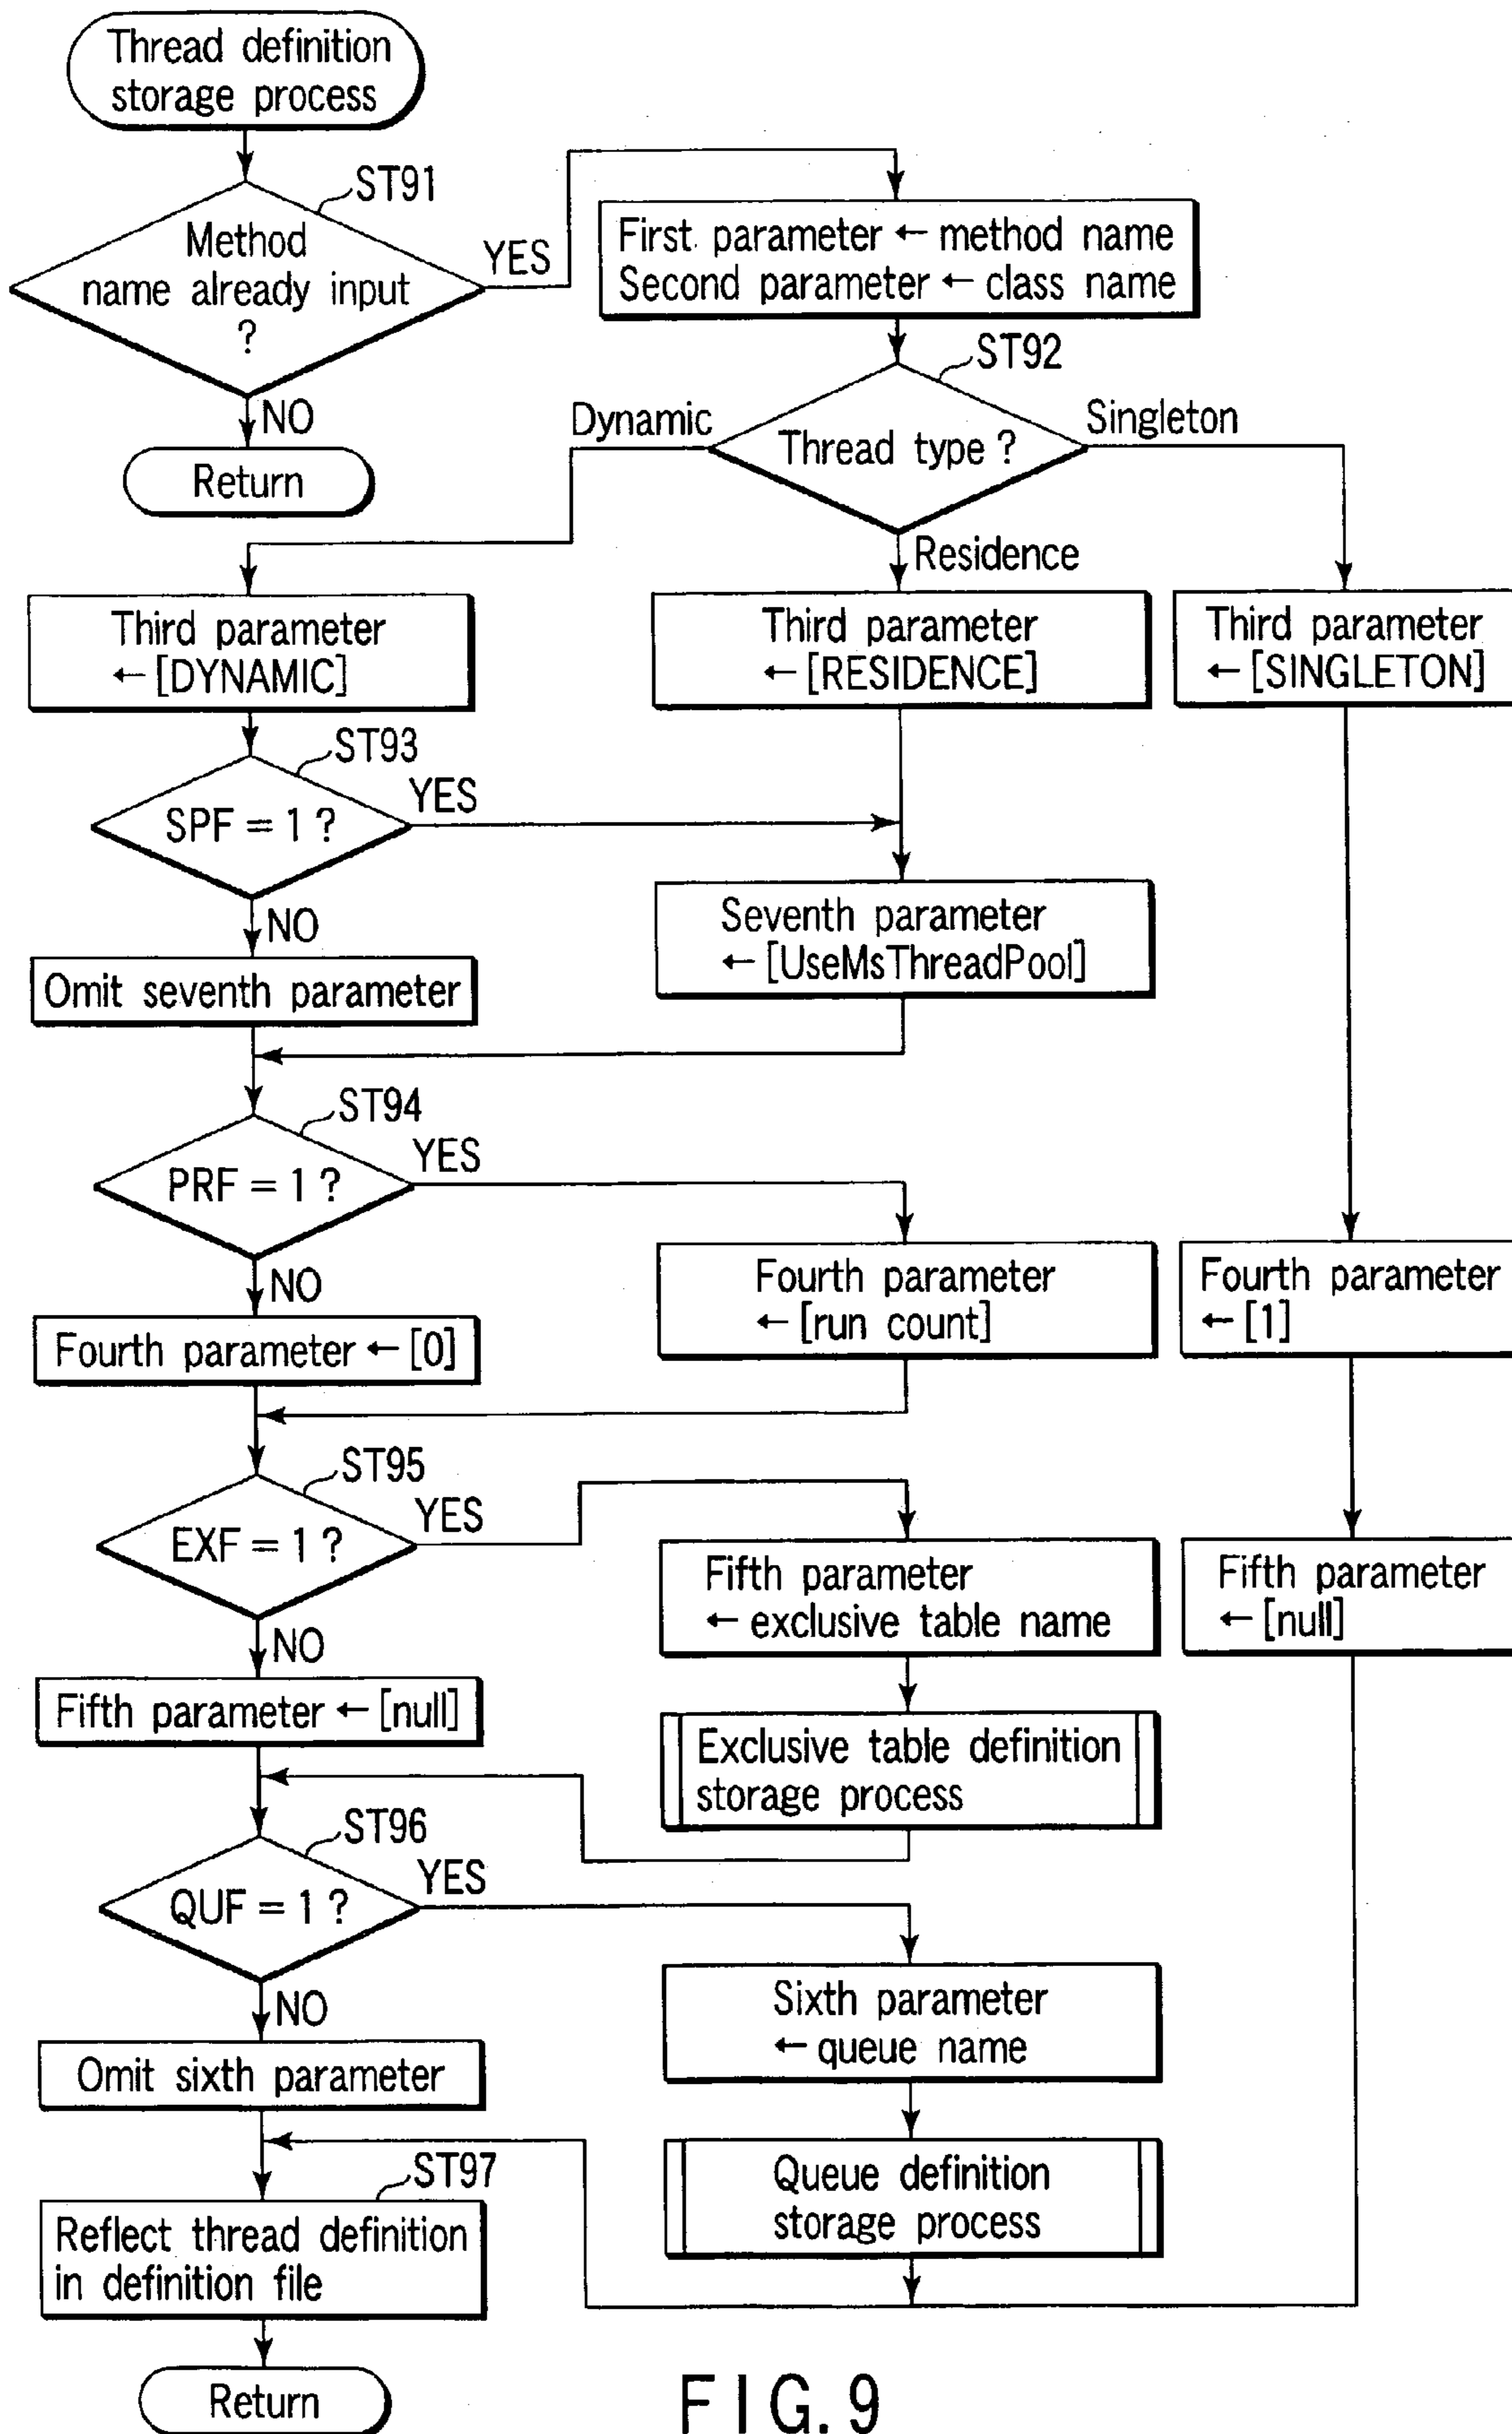 Thread definition
storage process
ST91
Method
name already input
?
YES
First parameter ← method name
Second parameter ← class name
NO
Return
ST92
Dynamic
Thread type ?
Singleton
Residence
Third parameter
← [DYNAMIC]
Third parameter
← [RESIDENCE]
Third parameter
← [SINGLETON]
ST93
SPF = 1 ?
YES
NO
Seventh parameter
← [UseMsThreadPool]
Omit seventh parameter
ST94
PRF = 1 ?
YES
NO
Fourth parameter
← [run count]
Fourth parameter
← [1]
Fourth parameter ← [0]
ST95
EXF = 1 ?
YES
NO
Fifth parameter
← exclusive table name
Fifth parameter
← [null]
Fifth parameter ← [null]
Exclusive table definition
storage process
ST96
QUF = 1 ?
YES
NO
Sixth parameter
← queue name
Omit sixth parameter
ST97
Queue definition
storage process
Reflect thread definition
in definition file
Return
FIG. 9